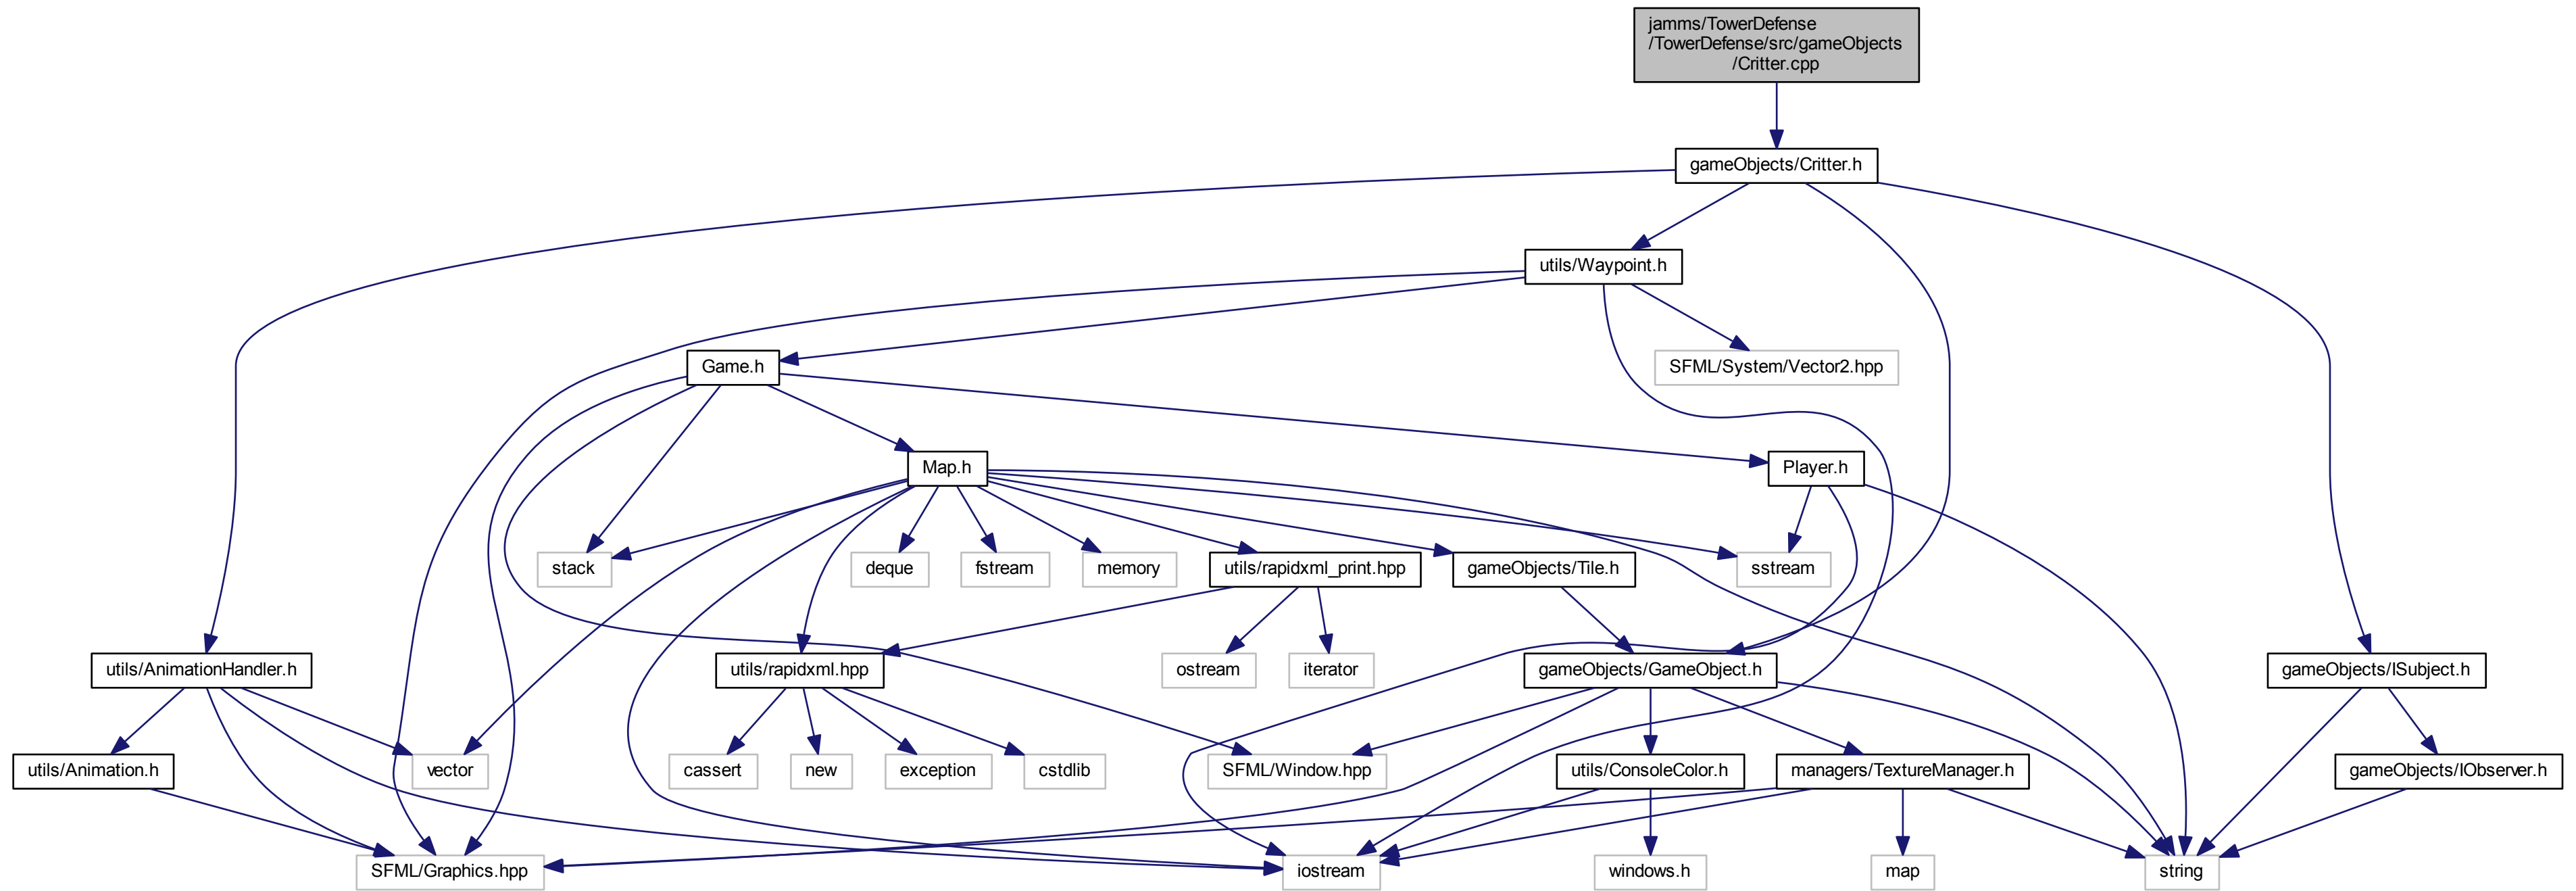 jamms/TowerDefense
/TowerDefense/src/gameObjects
/Critter.cpp
gameObjects/Critter.h
utils/Waypoint.h
Game.h
SFML/System/Vector2.hpp
Map.h
Player.h
stack
deque
fstream
memory
utils/rapidxml_print.hpp
gameObjects/Tile.h
sstream
utils/AnimationHandler.h
utils/rapidxml.hpp
ostream
iterator
gameObjects/GameObject.h
gameObjects/ISubject.h
utils/Animation.h
vector
cassert
new
exception
cstdlib
SFML/Window.hpp
utils/ConsoleColor.h
managers/TextureManager.h
gameObjects/IObserver.h
SFML/Graphics.hpp
iostream
windows.h
map
string